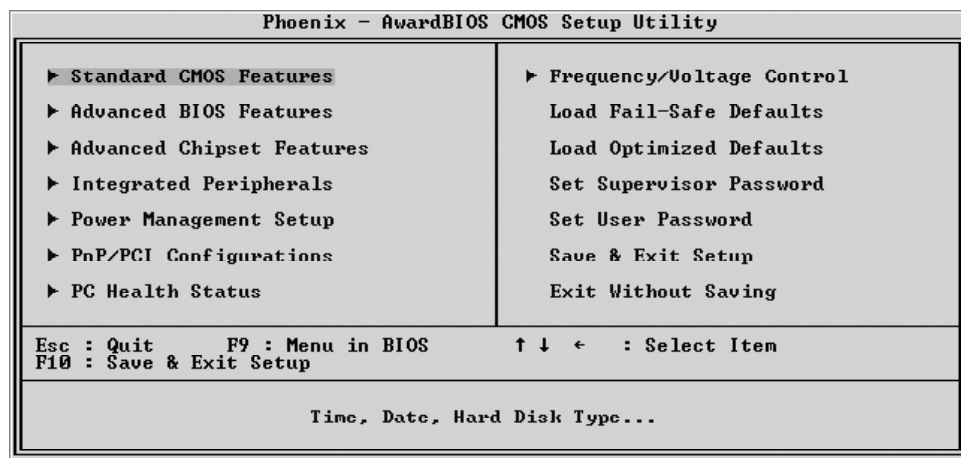 Phoenix - AwardBIOS CMOS Setup Utility
▶ Standard CMOS Features
▶ Advanced BIOS Features
▶ Advanced Chipset Features
▶ Integrated Peripherals
▶ Power Management Setup
▶ PnP/PCI Configurations
▶ PC Health Status
▶ Frequency/Voltage Control
Load Fail-Safe Defaults
Load Optimized Defaults
Set Supervisor Password
Set User Password
Save & Exit Setup
Exit Without Saving
Esc : Quit F9 : Menu in BIOS ↑ ↓ ← : Select Item
F10 : Save & Exit Setup
Time, Date, Hard Disk Type...